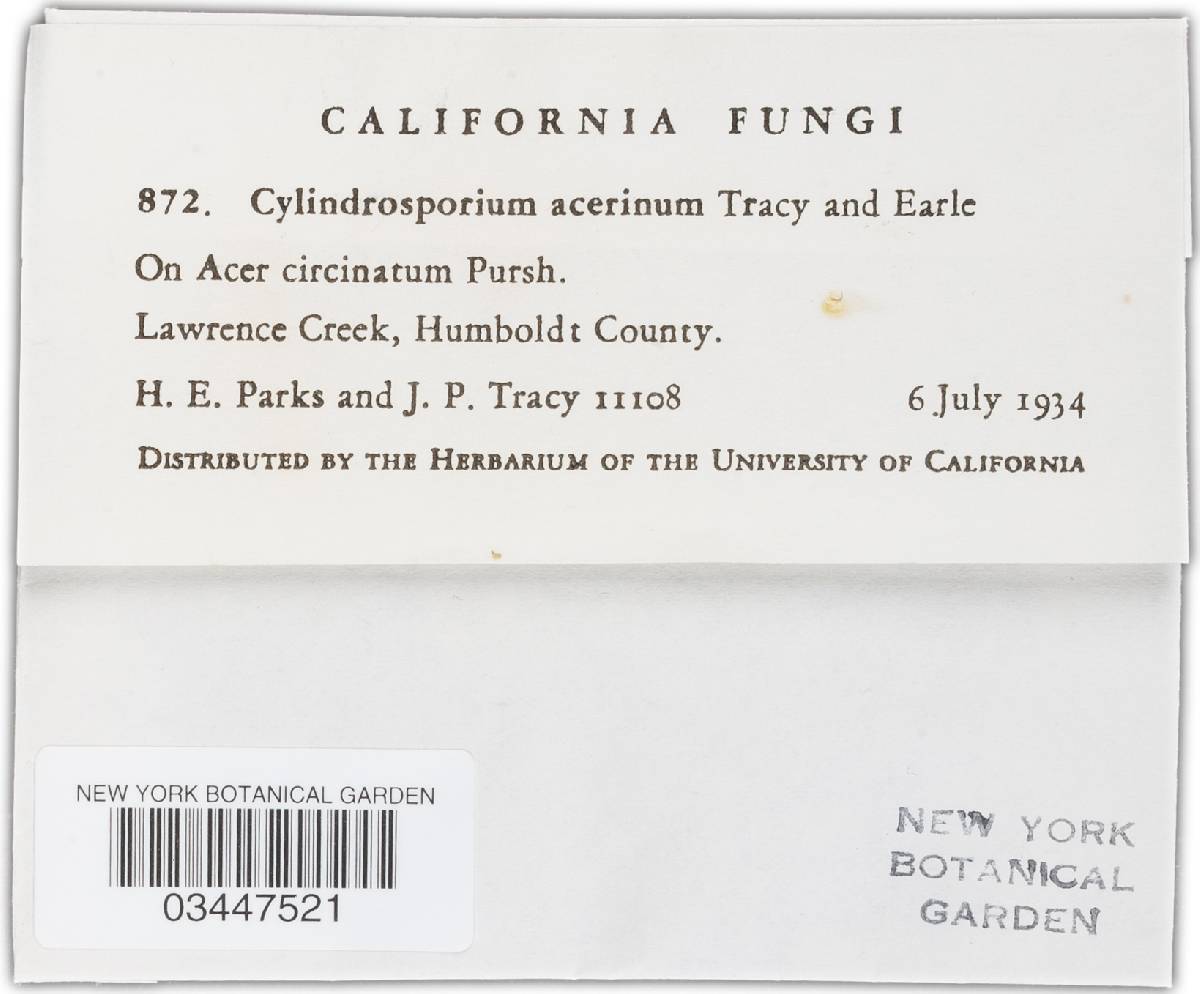 CALIFORNIA FUNGI
872. Cylindrosporium acerinum Tracy and Earle
On Acer circinatum Pursh.
Lawrence Creek, Humboldt County.
H. E. Parks and J. P. Tracy 11108 6 July 1934
DISTRIBUTED BY THE HERBARIUM OF THE UNIVERSITY OF CALIFORNIA
NEW YORK BOTANICAL GARDEN
03447521
NEW YORK
BOTANICAL
GARDEN